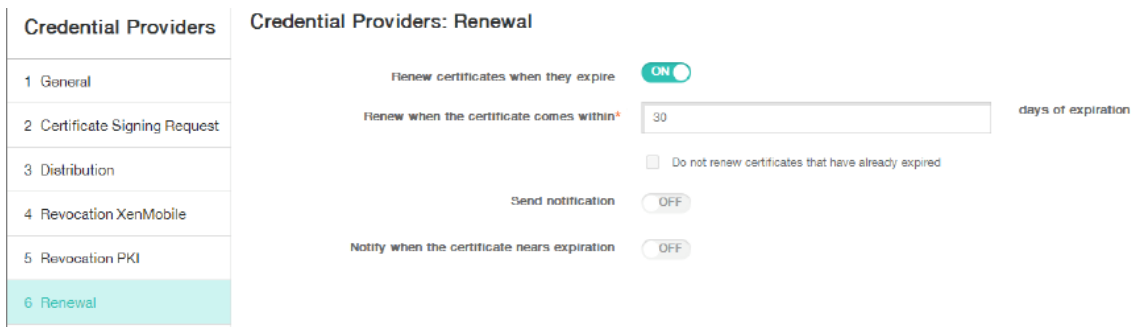 Credential Providers
1 General
2 Certificate Signing Request
3 Distribution
4 Revocation XenMobile
5 Revocation PKI
6 Renewal
Credential Providers: Renewal
Renew certificates when they expire ON
Renew when the certificate comes within* 30 days of expiration
Do not renew certificates that have already expired
Send notification OFF
Notify when the certificate nears expiration OFF